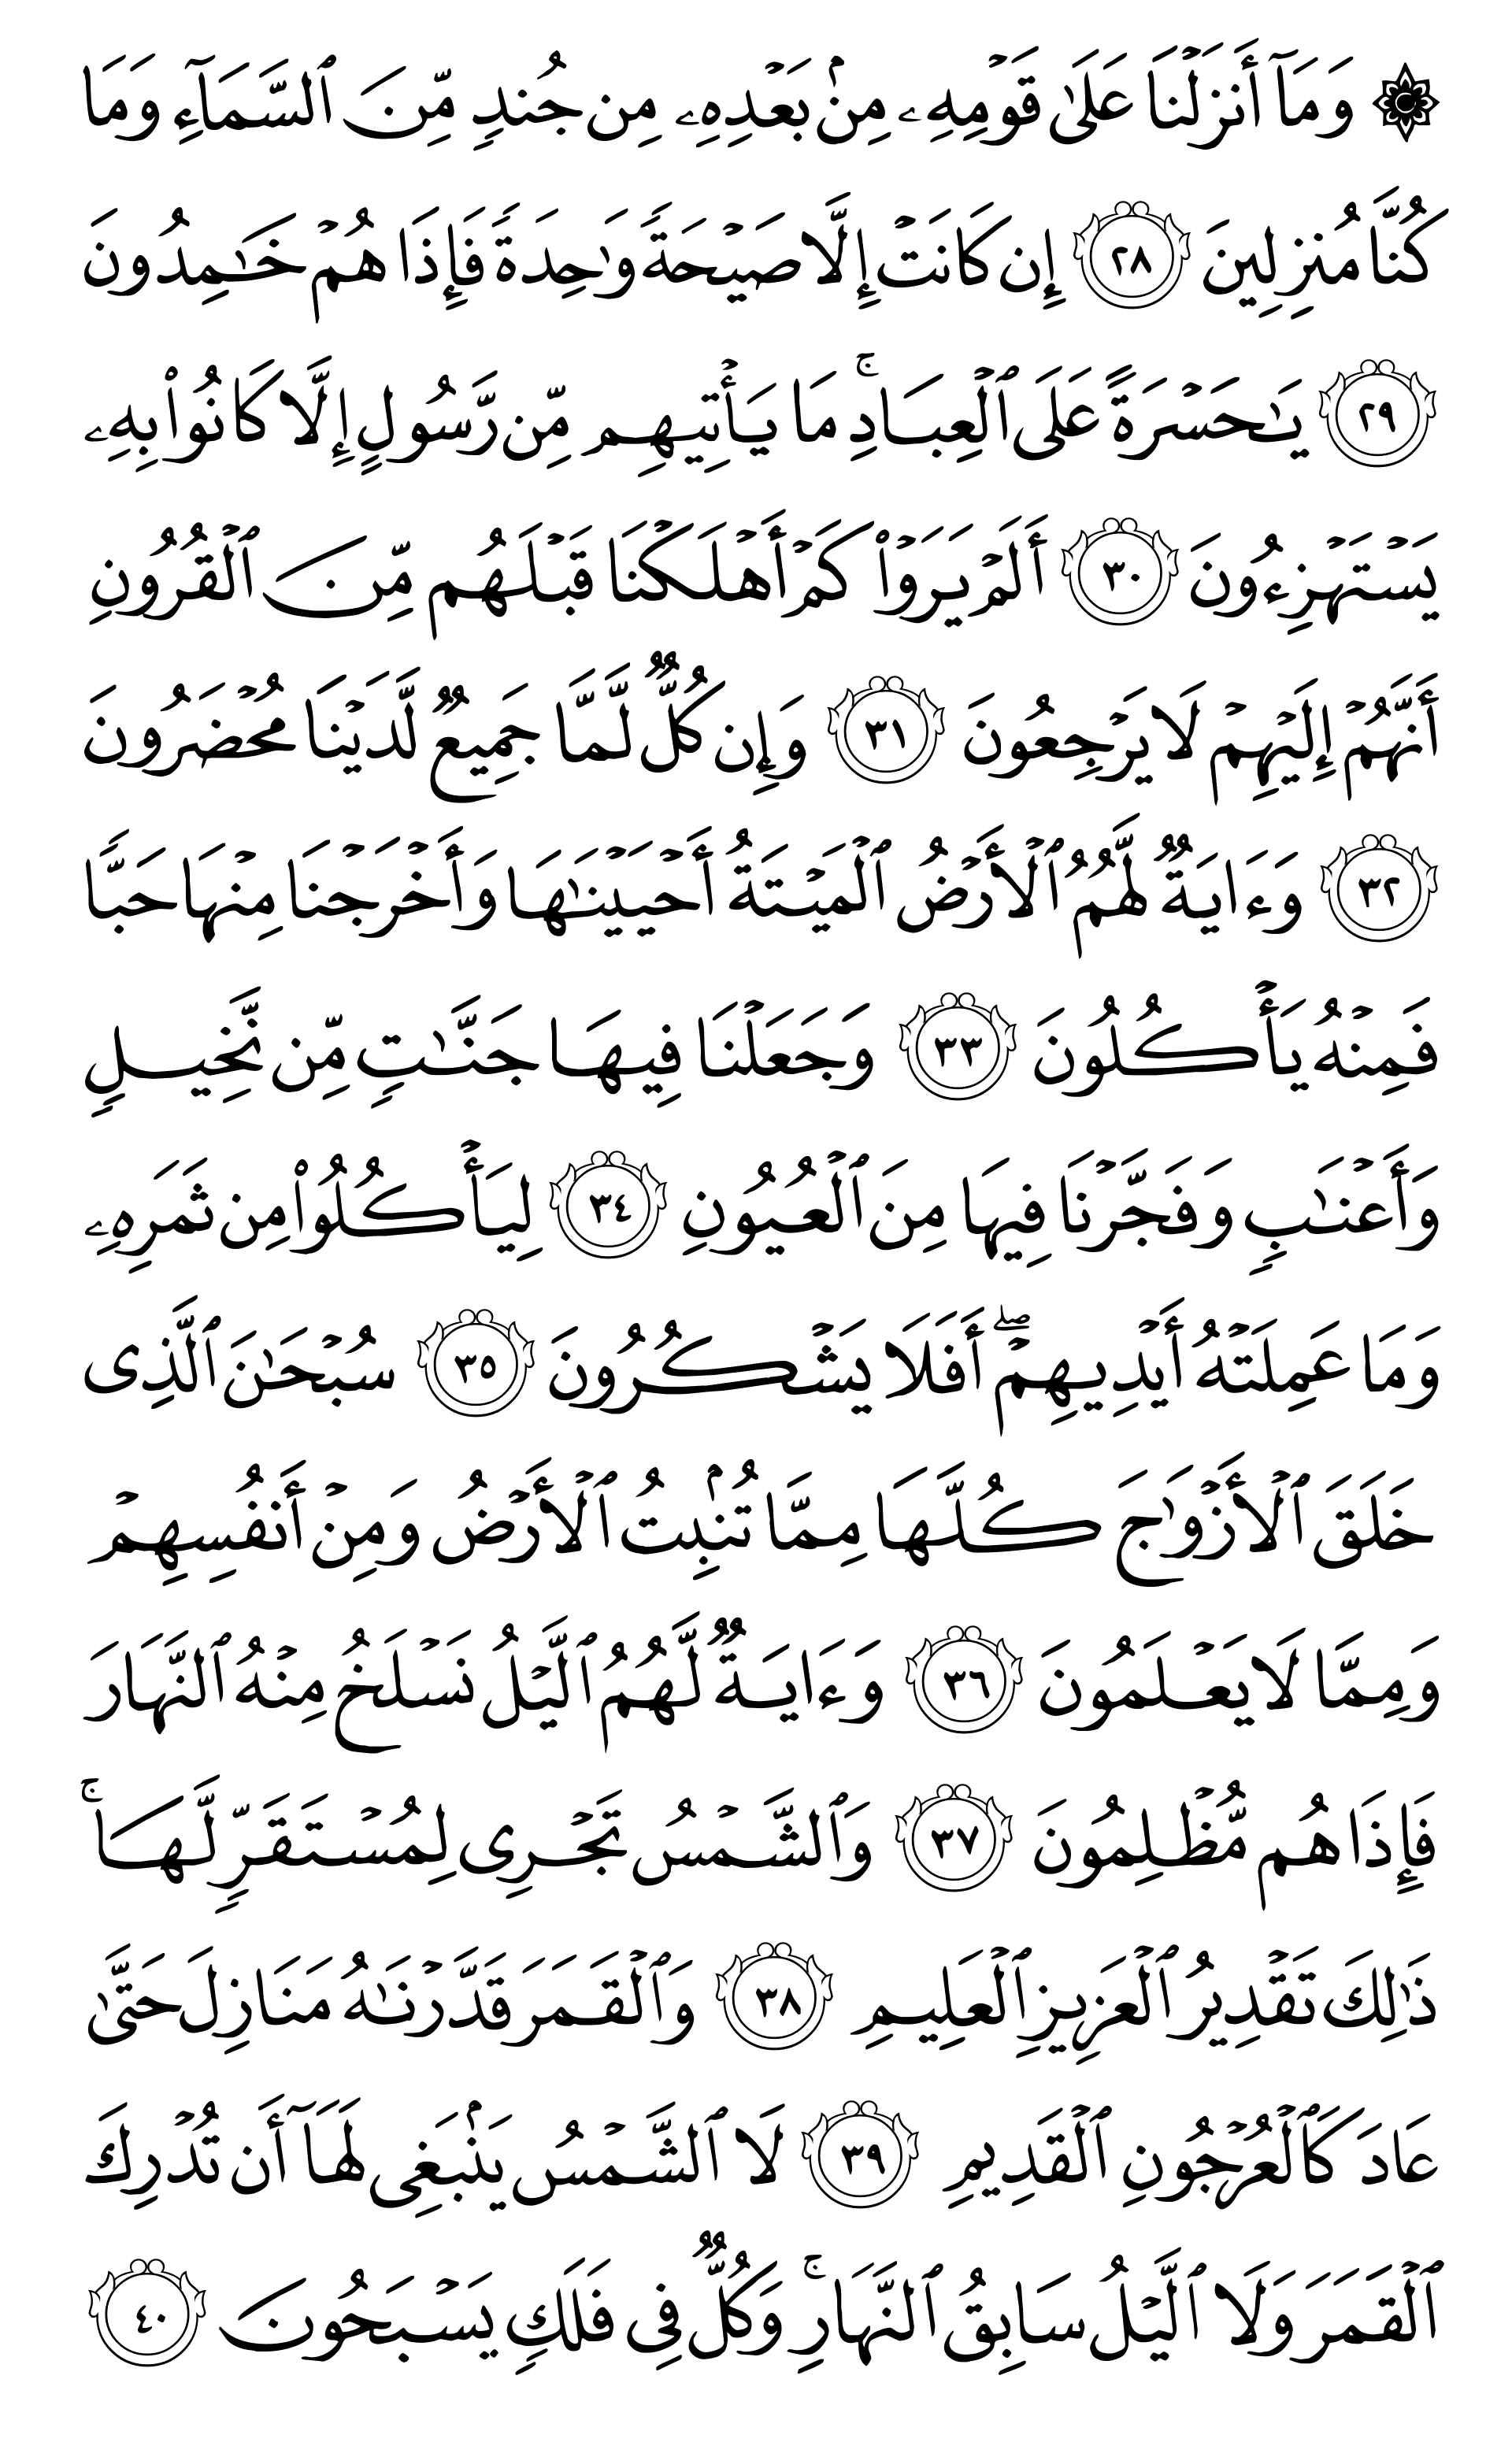 ۞ وَمَآ أَنزَلۡنَا عَلَىٰ قَوۡمِهِۦ مِنۢ بَعۡدِهِۦ مِن جُندٖ مِّنَ ٱلسَّمَآءِ وَمَا
كُنَّا مُنزِلِينَ ٢٨ إِن كَانَتۡ إِلَّا صَيۡحَةٗ وَٰحِدَةٗ فَإِذَا هُمۡ خَٰمِدُونَ
٢٩ يَٰحَسۡرَةً عَلَى ٱلۡعِبَادِۚ مَا يَأۡتِيهِم مِّن رَّسُولٍ إِلَّا كَانُواْ بِهِۦ
يَسۡتَهۡزِءُونَ ٣٠ أَلَمۡ يَرَوۡاْ كَمۡ أَهۡلَكۡنَا قَبۡلَهُم مِّنَ ٱلۡقُرُونِ
أَنَّهُمۡ إِلَيۡهِمۡ لَا يَرۡجِعُونَ ٣١ وَإِن كُلّٞ لَّمَّا جَمِيعٞ لَّدَيۡنَا مُحۡضَرُونَ
٣٢ وَءَايَةٞ لَّهُمُ ٱلۡأَرۡضُ ٱلۡمَيۡتَةُ أَحۡيَيۡنَٰهَا وَأَخۡرَجۡنَا مِنۡهَا حَبّٗا
فَمِنۡهُ يَأۡكُلُونَ ٣٣ وَجَعَلۡنَا فِيهَا جَنَّٰتٖ مِّن نَّخِيلٖ
وَأَعۡنَٰبٖ وَفَجَّرۡنَا فِيهَا مِنَ ٱلۡعُيُونِ ٣٤ لِيَأۡكُلُواْ مِن ثَمَرِهِۦ
وَمَا عَمِلَتۡهُ أَيۡدِيهِمۡۖ أَفَلَا يَشۡكُرُونَ ٣٥ سُبۡحَٰنَ ٱلَّذِي
خَلَقَ ٱلۡأَزۡوَٰجَ كُلَّهَا مِمَّا تُنۢبِتُ ٱلۡأَرۡضُ وَمِنۡ أَنفُسِهِمۡ
وَمِمَّا لَا يَعۡلَمُونَ ٣٦ وَءَايَةٞ لَّهُمُ ٱلَّيۡلُ نَسۡلَخُ مِنۡهُ ٱلنَّهَارَ
فَإِذَا هُم مُّظۡلِمُونَ ٣٧ وَٱلشَّمۡسُ تَجۡرِي لِمُسۡتَقَرّٖ لَّهَاۚ
ذَٰلِكَ تَقۡدِيرُ ٱلۡعَزِيزِ ٱلۡعَلِيمِ ٣٨ وَٱلۡقَمَرَ قَدَّرۡنَٰهُ مَنَازِلَ حَتَّىٰ
عَادَ كَٱلۡعُرۡجُونِ ٱلۡقَدِيمِ ٣٩ لَا ٱلشَّمۡسُ يَنۢبَغِي لَهَآ أَن تُدۡرِكَ
ٱلۡقَمَرَ وَلَا ٱلَّيۡلُ سَابِقُ ٱلنَّهَارِۚ وَكُلّٞ فِي فَلَكٖ يَسۡبَحُونَ ٤٠